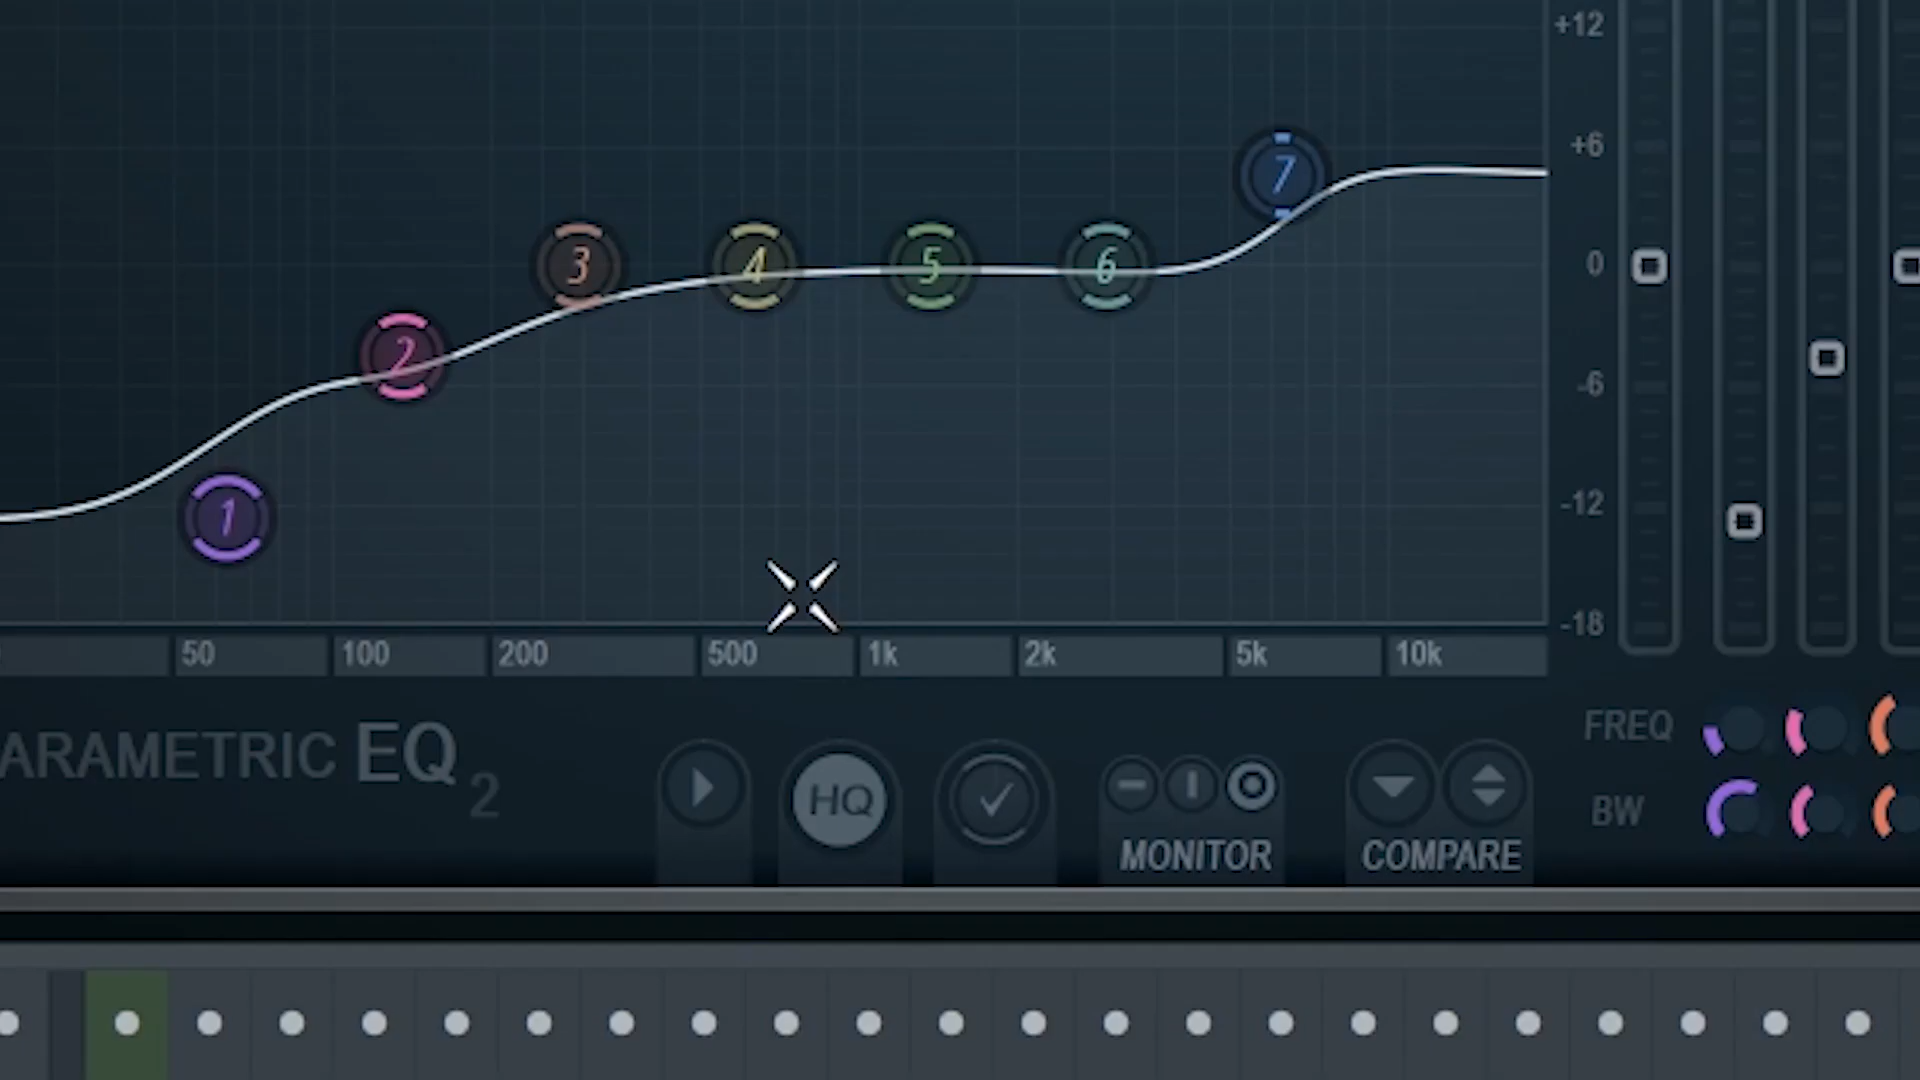 +12
+6
0
-6
-12
-18
1
2
3
4
5
6
7
50
100
200
500
1k
2k
5k
10k
ARAMETRIC EQ 2
HQ
MONITOR
COMPARE
FREQ
BW